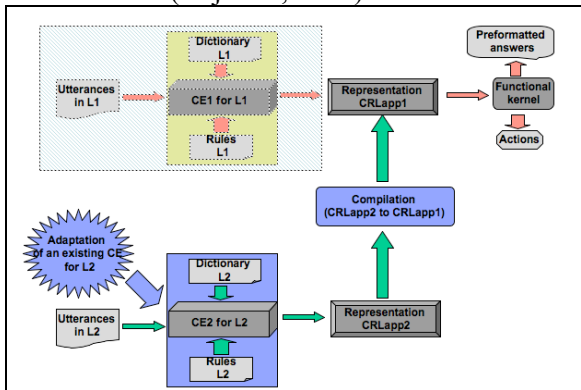 Dictionary
L1
Utterances
in L1
CE1 for L1
Rules
L1
Representation
CRLapp1
Preformatted
answers
Functional
kernel
Actions
Compilation
(CRLapp2 to CRLapp1)
Adaptation
of an existing CE
for L2
Dictionary
L2
Utterances
in L2
CE2 for L2
Rules
L2
Representation
CRLapp2